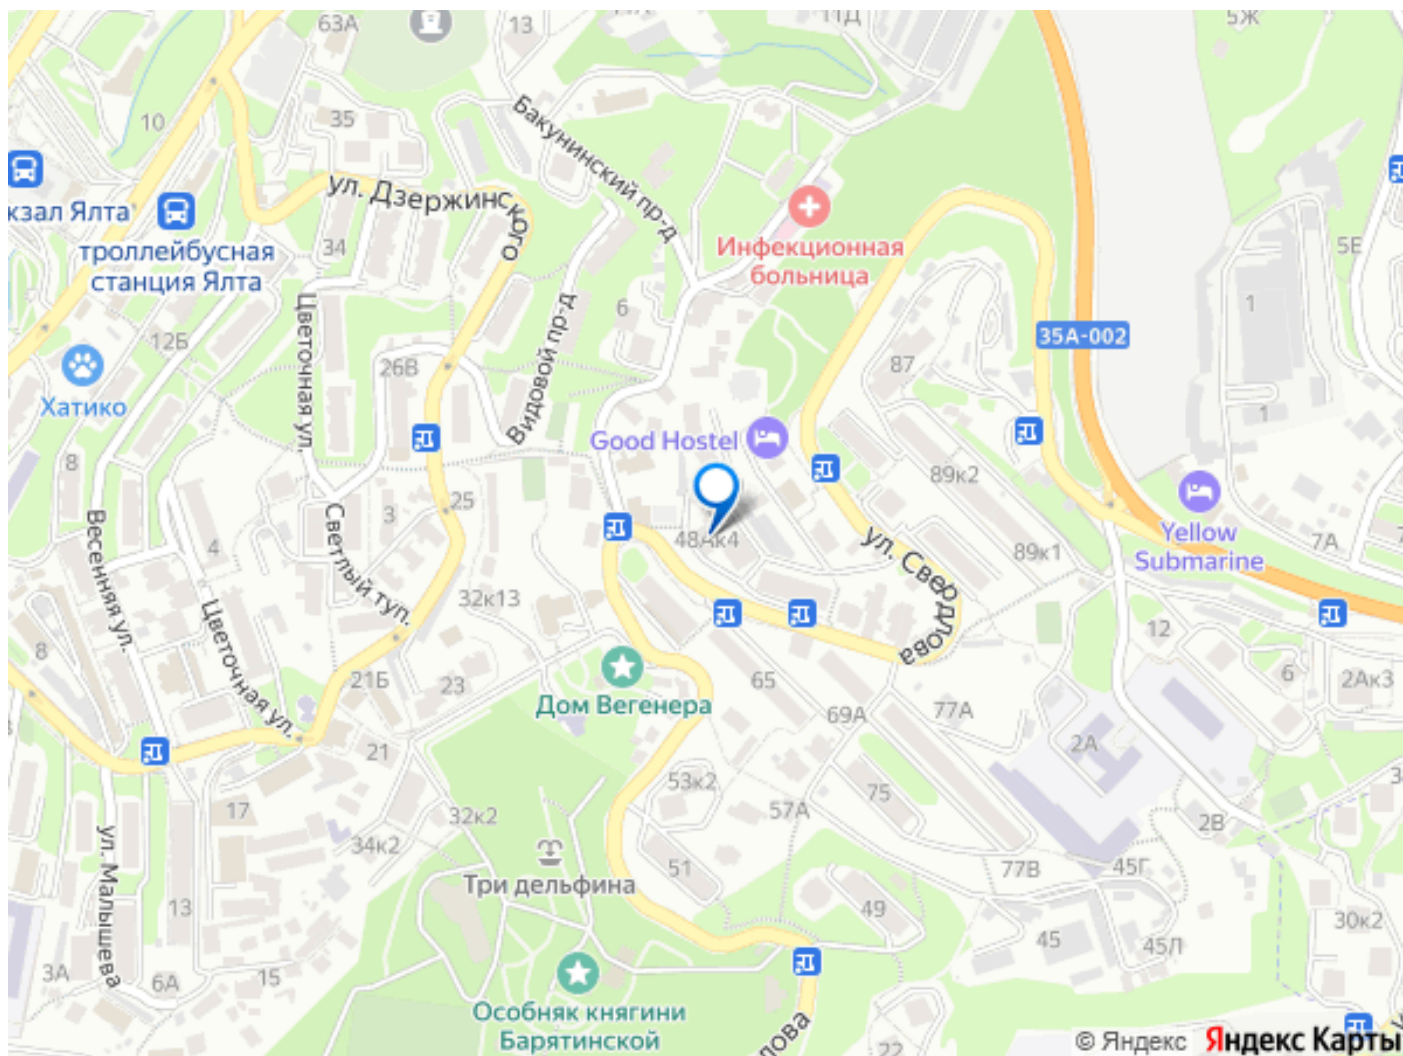 63А
13
11Д
5Ж
10
35
Бакунинский пр-д
ул. Дзержинского
кзал Ялта
троллейбусная
станция Ялта
34
Инфекционная
больница
5Е
1
6
Цветочная ул.
Видовой пр-д
35А-002
12Б
26В
87
Хатико
1
Good Hostel
8
89к2
25
3
Светлый туп.
48Ак4
ул. Свердлова
89к1
Yellow
Submarine
7А
4
Весенняя ул.
32к13
Цветочная ул.
12
8
21Б
23
65
6
2Ак3
Дом Вегенера
69А
77А
2А
21
53к2
75
57А
17
32к2
2В
34к2
ул. Малышева
51
77В
45Г
Три дельфина
13
49
30к2
45
45Л
3А
6А
15
Особняк княгини
Барятинской
лова
22
© Яндекс Яндекс Карты